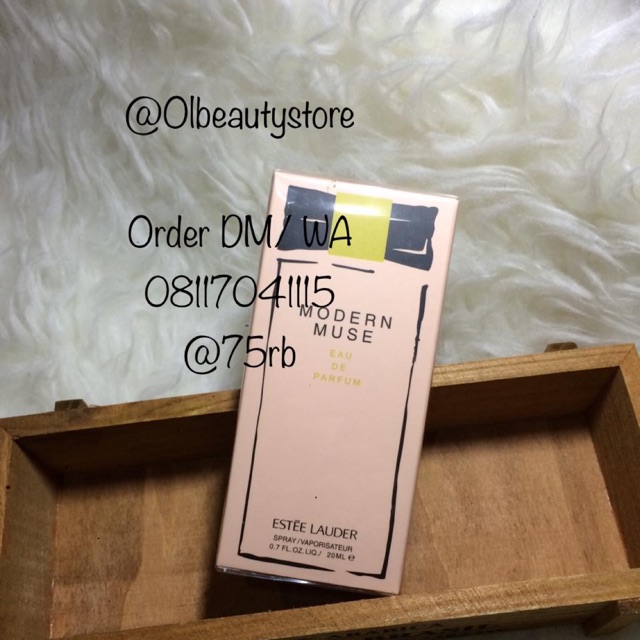 @Olbeautystore
Order DM/ WA
08117041115
@75rb
MODERN
MUSE
EAU
DE
PARFUM
ESTĒE LAUDER
SPRAY/VAPORISATEUR
0.7 FL.OZ.LIQ./ 20ML ℮